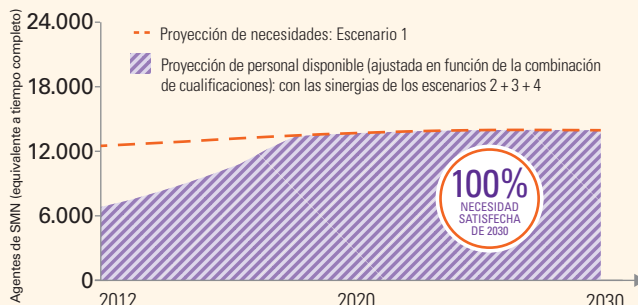 Agentes de SMN (equivalente a tiempo completo)
24.000
18.000
12.000
6.000
0
Proyección de necesidades: Escenario 1
Proyección de personal disponible (ajustada en función de la combinación
de cualificaciones): con las sinergias de los escenarios 2 + 3 + 4
100%
NECESIDAD
SATISFECHA
DE 2030
2012
2020
2030